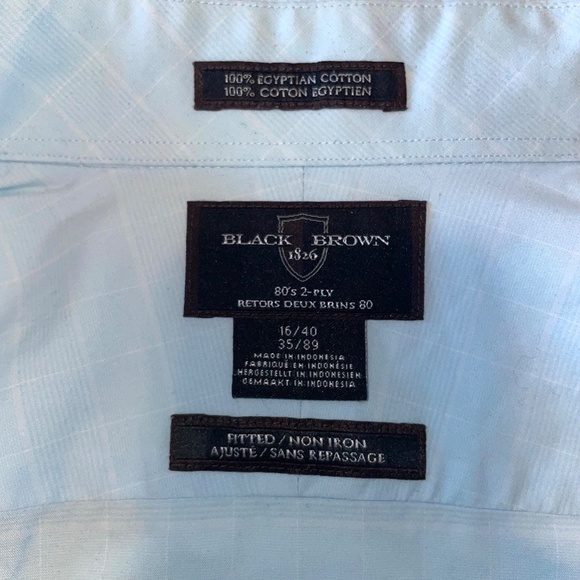 100% EGYPTIAN COTTON
100% COTON EGYPTIEN
BLACK BROWN
1826
80'S 2-PLY
RETORS DEUX BRINS 80
16/40
35/89
MADE IN INDONESIA
FABRIQUÉ EN INDONÉSIE
HERGESTELLT IN INDONESIEN
GEMAAKT IN INDONESIA
FITTED / NON IRON
AJUSTÉ / SANS REPASSAGE